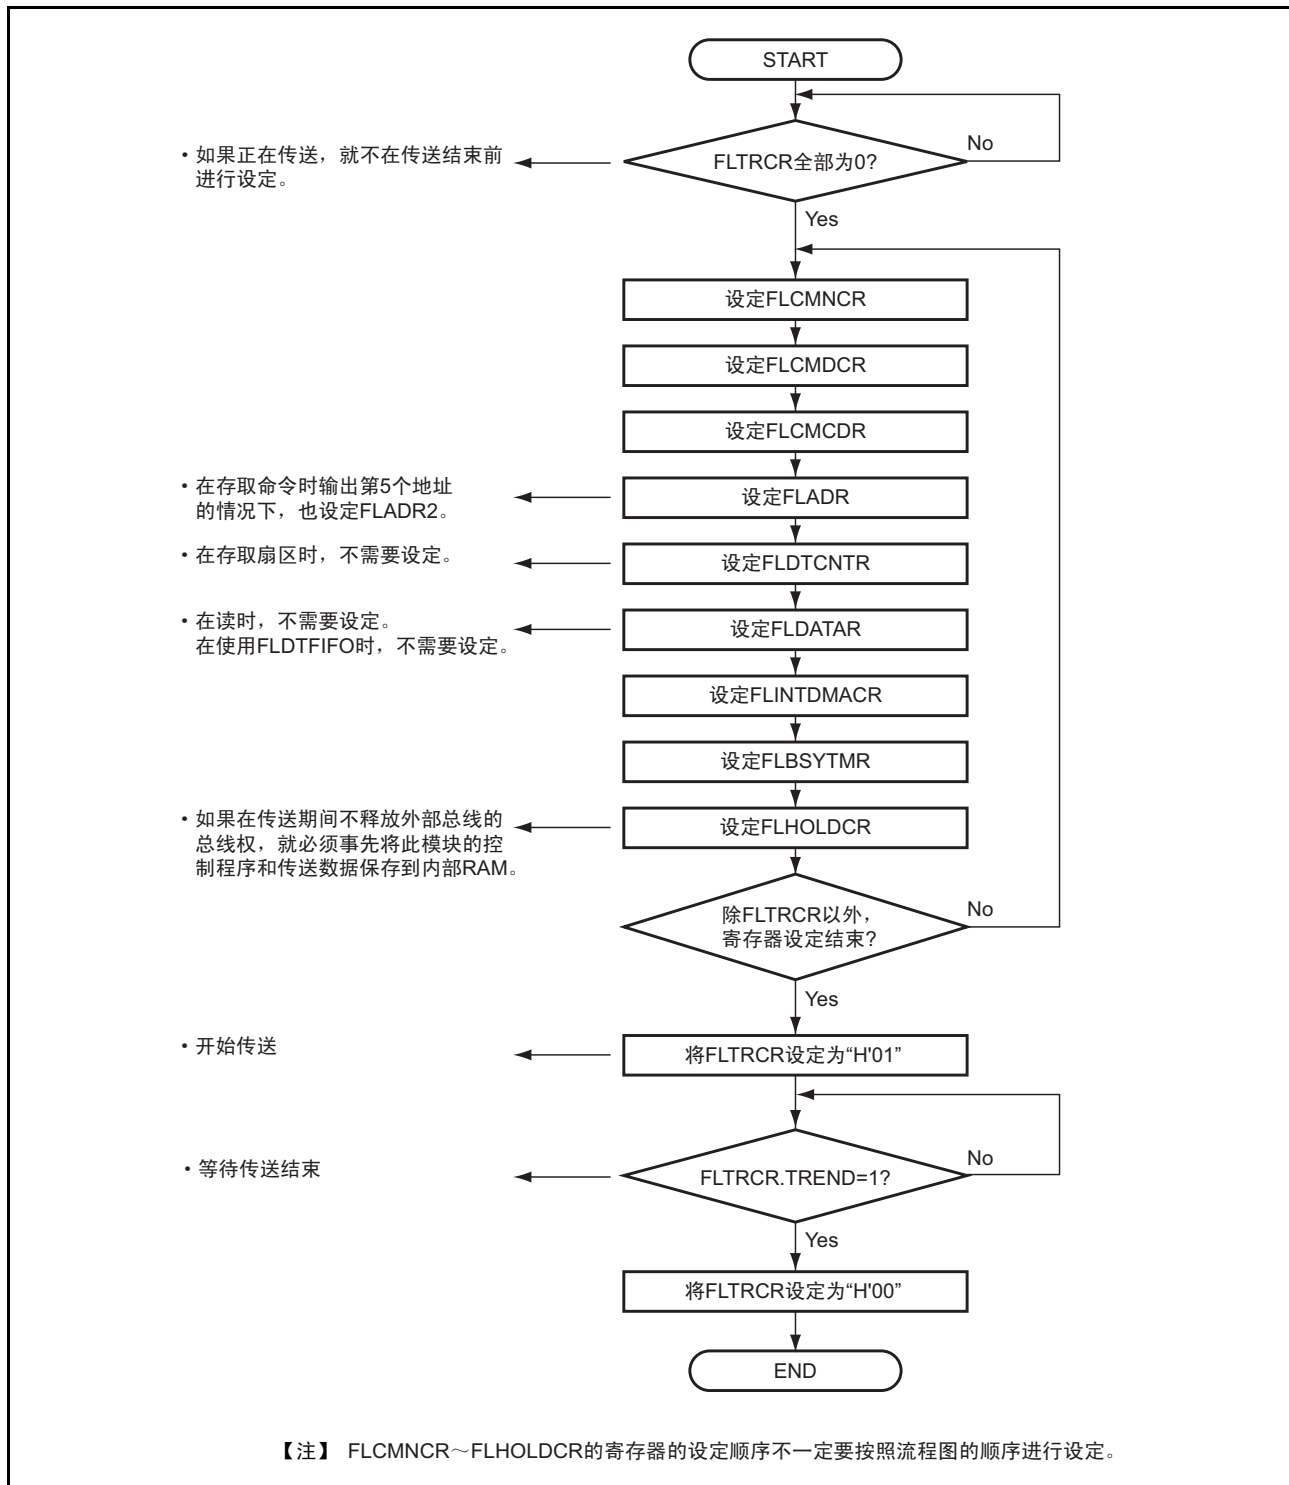 START
No
・如果正在传送，就不在传送结束前
进行设定。
FLTRCR全部为0?
Yes
设定FLCMNCR
设定FLCMDCR
设定FLCMCDR
・在存取命令时输出第5个地址
的情况下，也设定FLADR2。
设定FLADR
・在存取扇区时，不需要设定。
设定FLDTCNTR
・在读时，不需要设定。
在使用FLDTFIFO时，不需要设定。
设定FLDATAR
设定FLINTDMACR
设定FLBSYTMR
・如果在传送期间不释放外部总线的
总线权，就必须事先将此模块的控
制程序和传送数据保存到内部RAM。
设定FLHOLDCR
No
除FLTRCR以外，
寄存器设定结束?
Yes
・开始传送
将FLTRCR设定为“H'01”
No
・等待传送结束
FLTRCR.TREND=1?
Yes
将FLTRCR设定为“H'00”
END
【注】 FLCMNCR～FLHOLDCR的寄存器的设定顺序不一定要按照流程图的顺序进行设定。